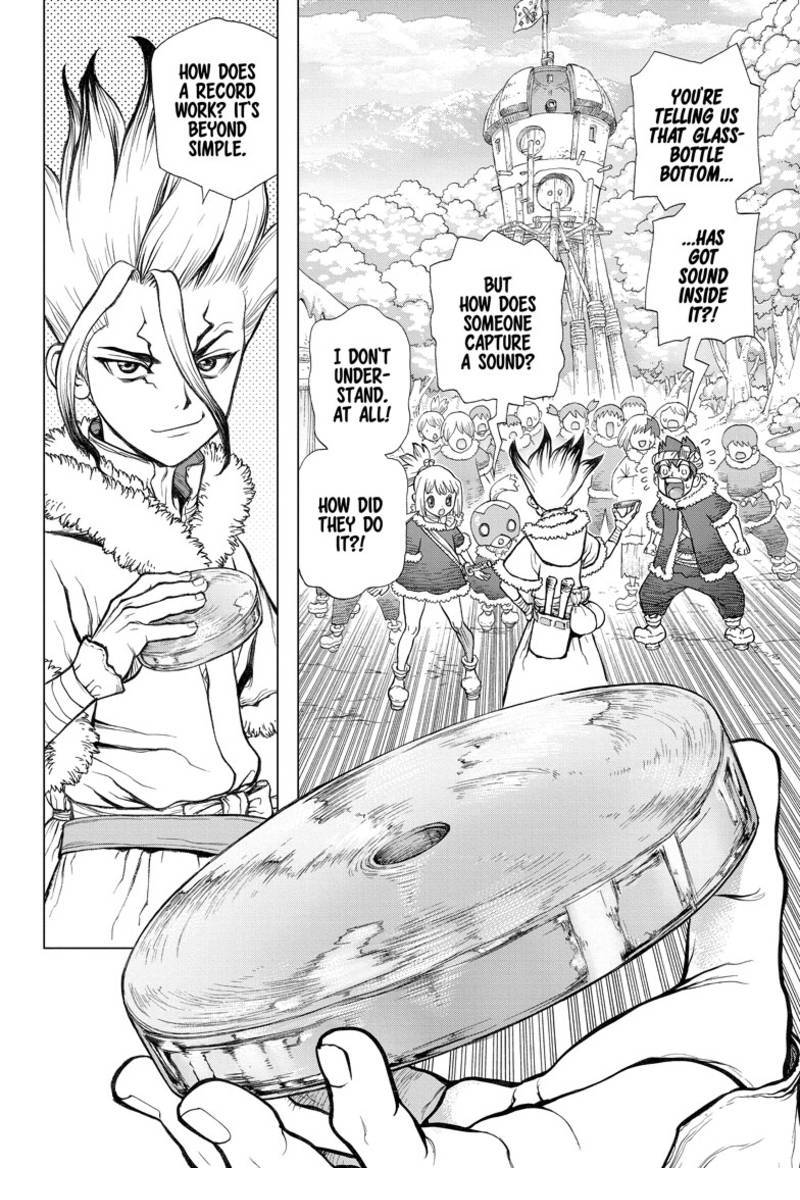 YOU'RE
TELLING US
THAT GLASS-
BOTTLE
BOTTOM...
...HAS
GOT
SOUND
INSIDE
IT?!
BUT
HOW DOES
SOMEONE
CAPTURE
A SOUND?
I DON'T
UNDER-
STAND.
AT ALL!
HOW DID
THEY DO
IT?!
HOW DOES
A RECORD
WORK? IT'S
BEYOND
SIMPLE.